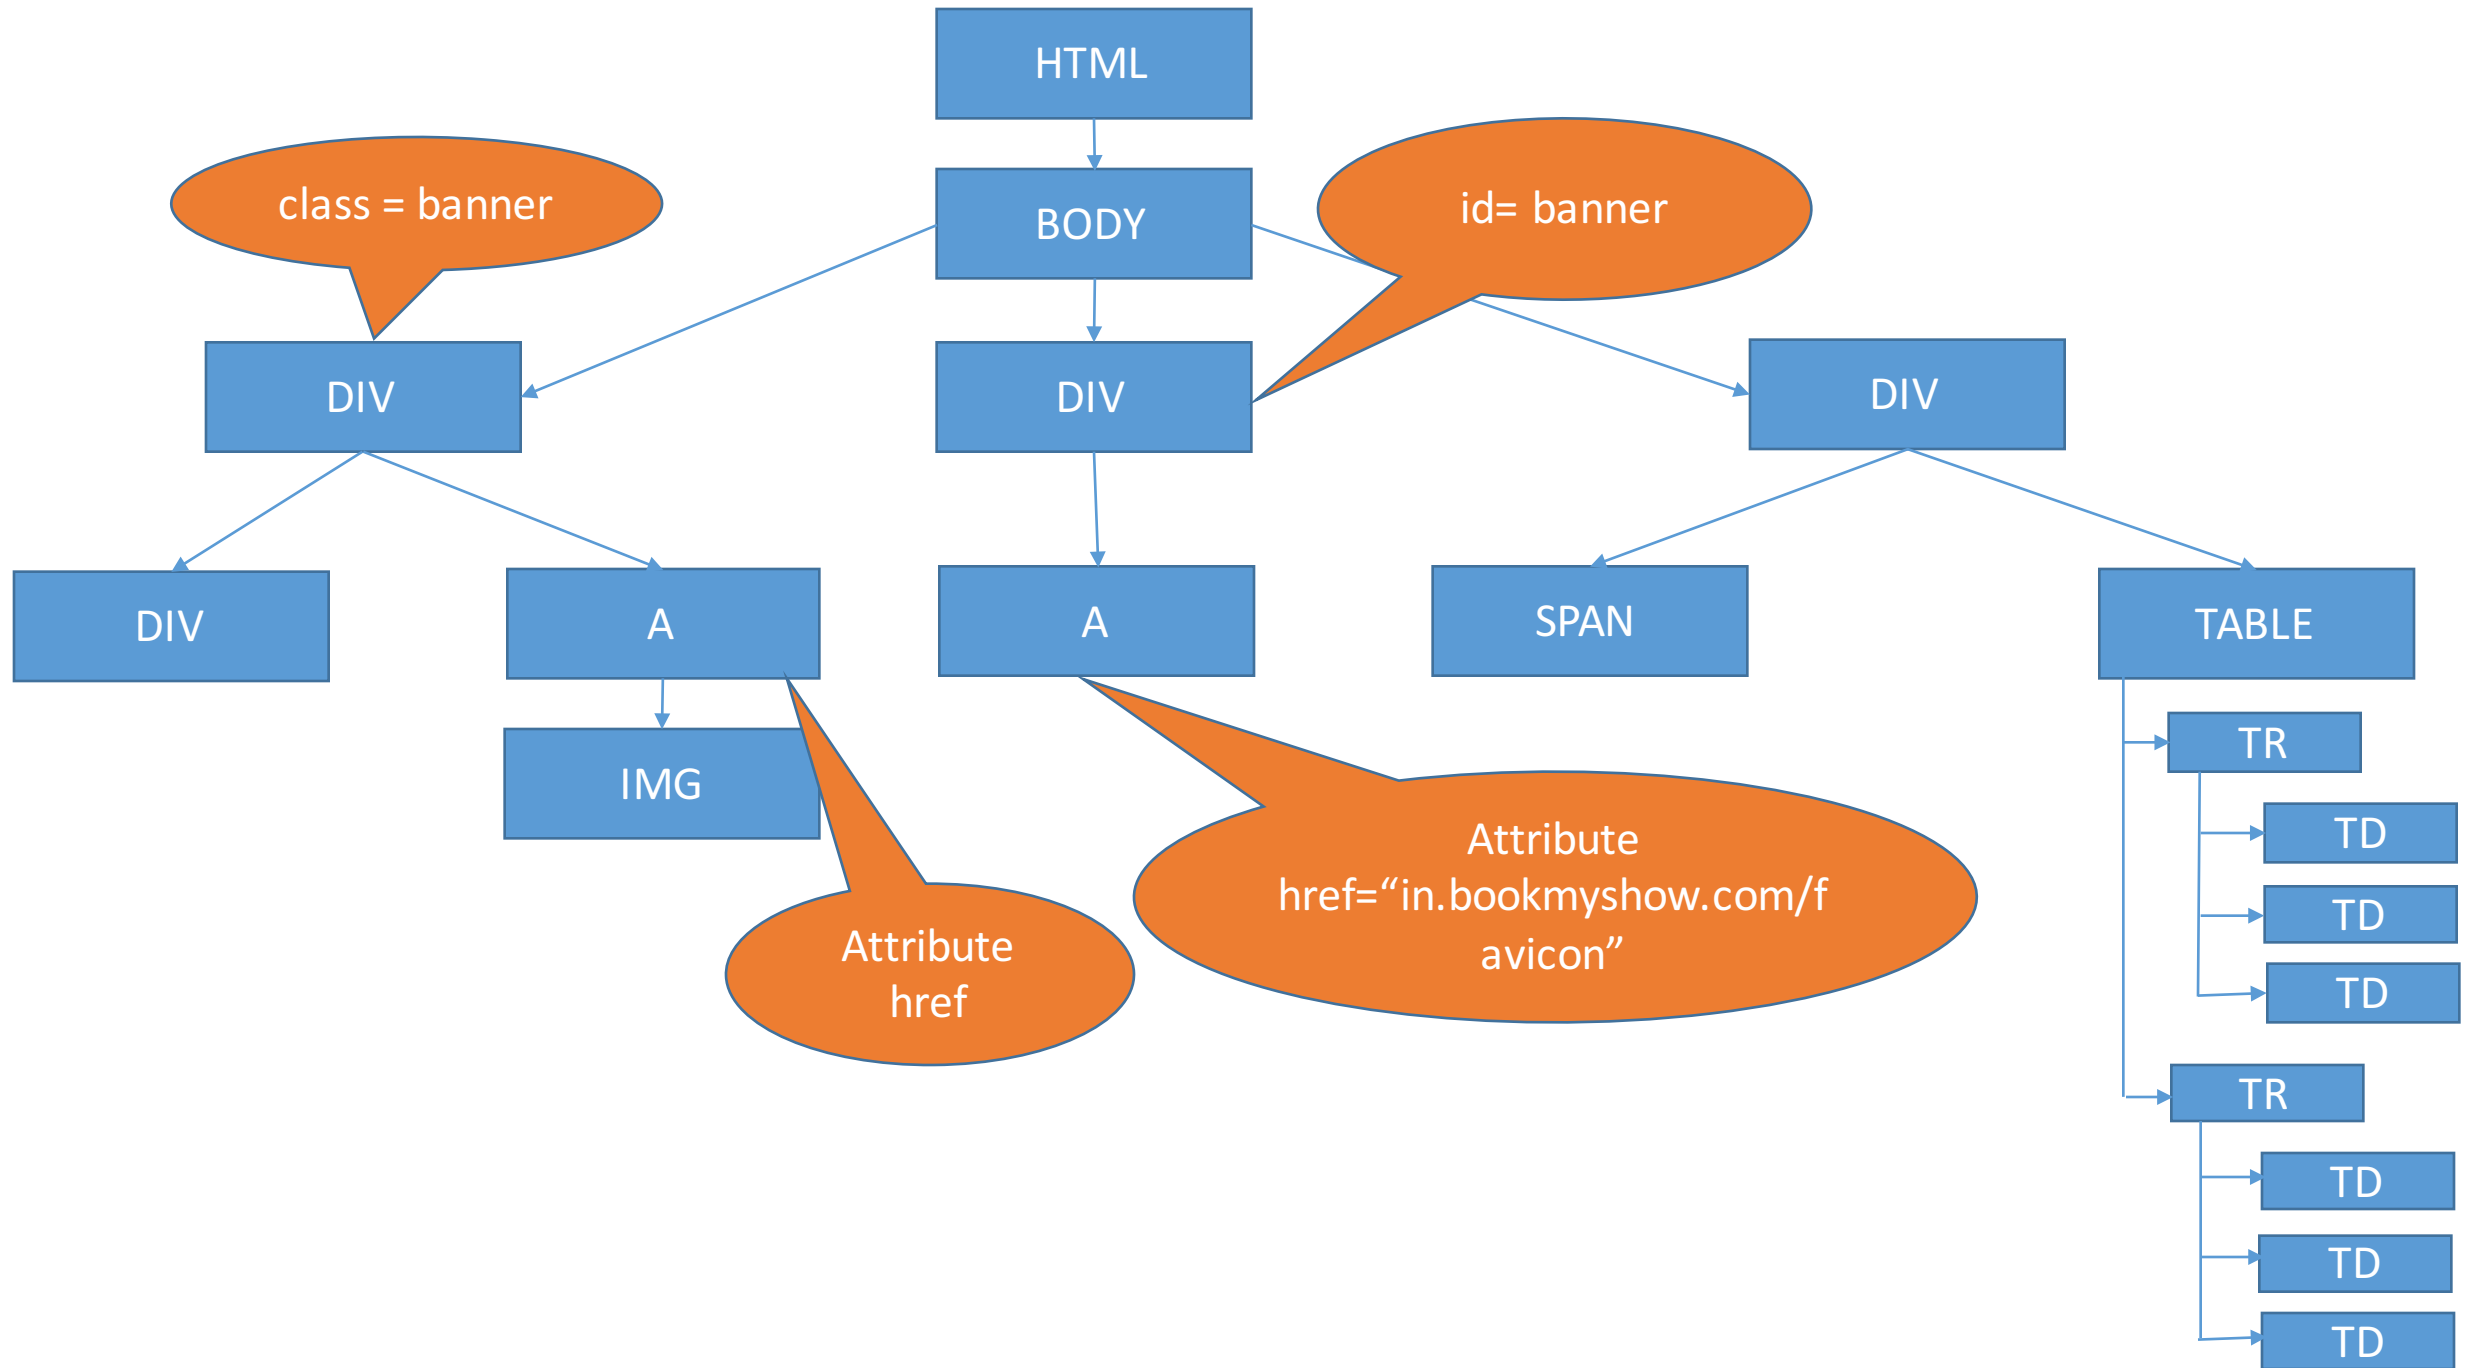 HTML
class = banner
BODY
id= banner
DIV
DIV
DIV
DIV
A
A
SPAN
TABLE
IMG
TR
TD
Attribute
href=“in.bookmyshow.com/f
avicon”
TD
Attribute
href
TD
TR
TD
TD
TD